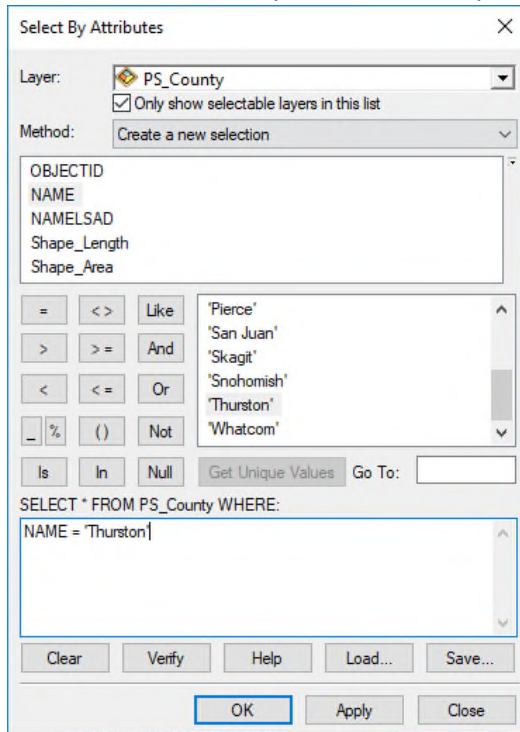 Select By Attributes
Layer: PS_County
Only show selectable layers in this list
Method: Create a new selection
OBJECTID
NAME
NAMELSAD
Shape_Length
Shape_Area
= <> Like
> >= And
< <= Or
_ % () Not
Is In Null
'Pierce'
'San Juan'
'Skagit'
'Snohomish'
'Thurston'
'Whatcom'
Get Unique Values Go To:
SELECT * FROM PS_County WHERE:
NAME = 'Thurston'
Clear Verify Help Load... Save...
OK Apply Close